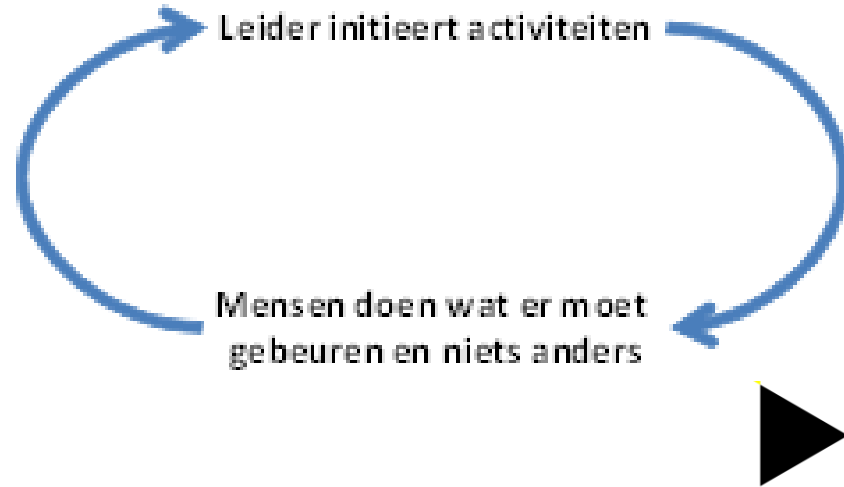 Leider initieert activiteiten
Mensen doen wat er moet
gebeuren en niets anders